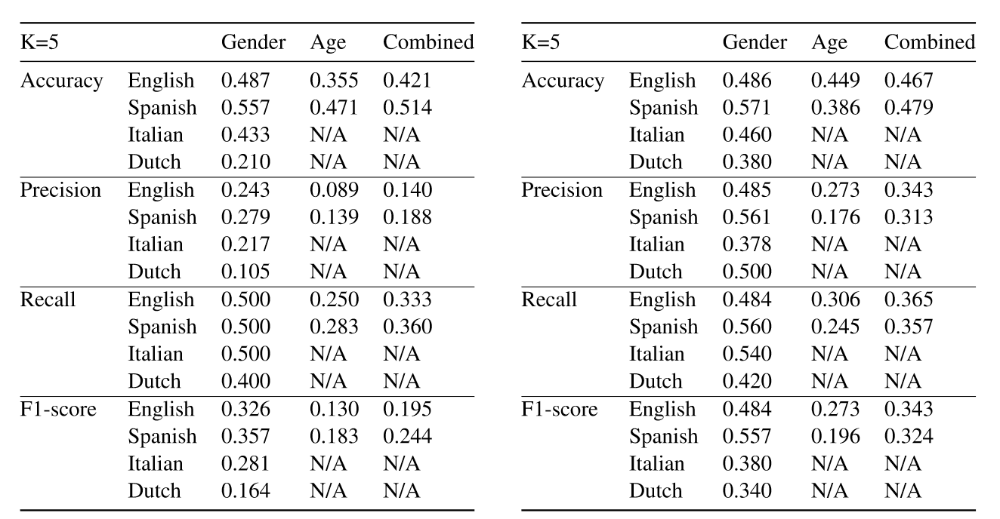 K=5 Gender Age Combined
Accuracy English 0.487 0.355 0.421
Spanish 0.557 0.471 0.514
Italian 0.433 N/A N/A
Dutch 0.210 N/A N/A
Precision English 0.243 0.089 0.140
Spanish 0.279 0.139 0.188
Italian 0.217 N/A N/A
Dutch 0.105 N/A N/A
Recall English 0.500 0.250 0.333
Spanish 0.500 0.283 0.360
Italian 0.500 N/A N/A
Dutch 0.400 N/A N/A
F1-score English 0.326 0.130 0.195
Spanish 0.357 0.183 0.244
Italian 0.281 N/A N/A
Dutch 0.164 N/A N/A
K=5 Gender Age Combined
Accuracy English 0.486 0.449 0.467
Spanish 0.571 0.386 0.479
Italian 0.460 N/A N/A
Dutch 0.380 N/A N/A
Precision English 0.485 0.273 0.343
Spanish 0.561 0.176 0.313
Italian 0.378 N/A N/A
Dutch 0.500 N/A N/A
Recall English 0.484 0.306 0.365
Spanish 0.560 0.245 0.357
Italian 0.540 N/A N/A
Dutch 0.420 N/A N/A
F1-score English 0.484 0.273 0.343
Spanish 0.557 0.196 0.324
Italian 0.380 N/A N/A
Dutch 0.340 N/A N/A